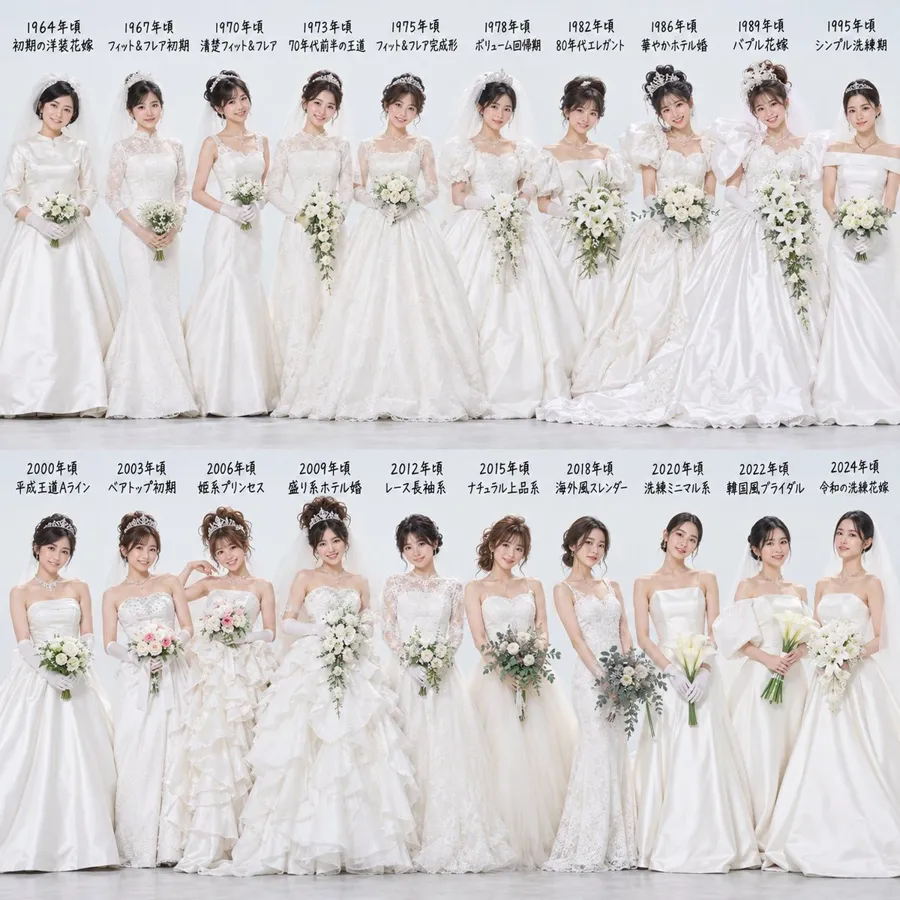 1964年頃
初期の洋装花嫁
1967年頃
フィット&フレア初期
1970年頃
清楚フィット&フレア
1973年頃
70年代前半の王道
1975年頃
フィット&フレア完成形
1978年頃
ボリューム回帰期
1982年頃
80年代エレガント
1986年頃
華やかホテル婚
1989年頃
バブル花嫁
1995年頃
シンプル洗練期
2000年頃
平成王道Aライン
2003年頃
ベアトップ初期
2006年頃
姫系プリンセス
2009年頃
盛り系ホテル婚
2012年頃
レース長袖系
2015年頃
ナチュラル上品系
2018年頃
海外風スレンダー
2020年頃
洗練ミニマル系
2022年頃
韓国風ブライダル
2024年頃
令和の洗練花嫁